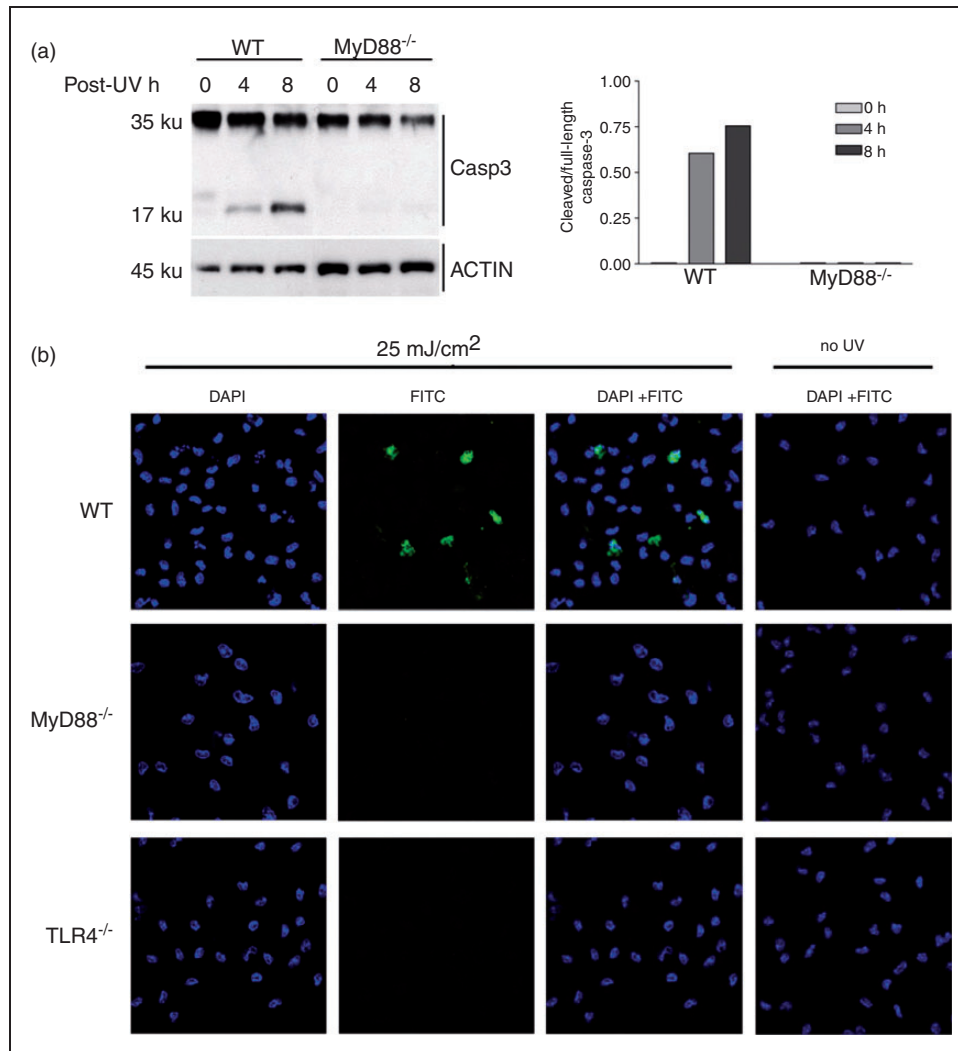 (a)
WT MyD88-/-
Post-UV h 0 4 8 0 4 8
35 ku
Casp3
17 ku
45 ku
ACTIN
1.00
0.75
0.50
0.25
0.00
Cleaved/full-length
caspase-3
0 h
4 h
8 h
WT MyD88-/-
(b)
25 mJ/cm2 no UV
DAPI FITC DAPI +FITC DAPI +FITC
WT
MyD88-/-
TLR4-/-